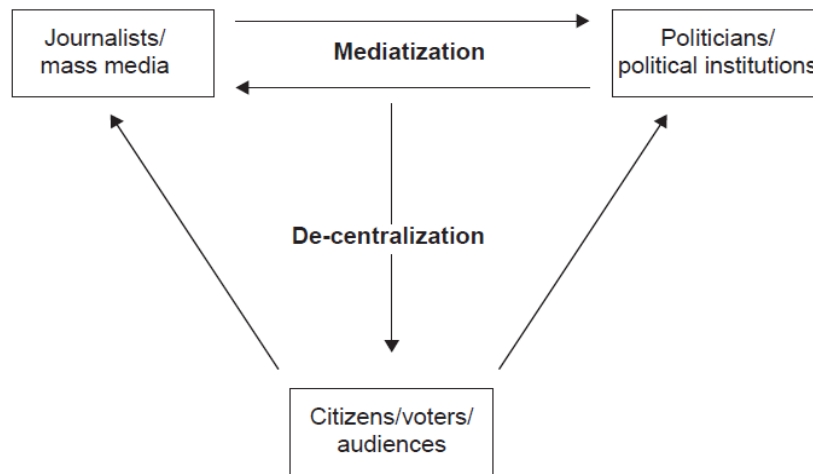 Journalists/
mass media
Mediatization
Politicians/
political institutions
De-centralization
Citizens/voters/
audiences